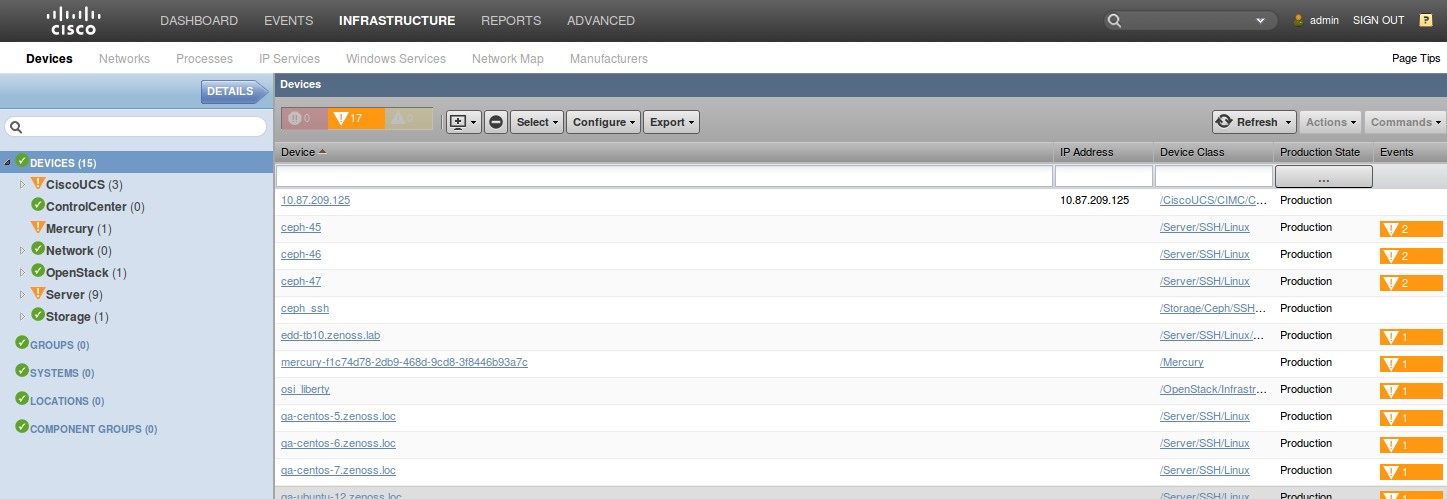 CISCO
DASHBOARD EVENTS INFRASTRUCTURE REPORTS ADVANCED admin SIGN OUT ?
Devices Networks Processes IP Services Windows Services Network Map Manufacturers Page Tips
DETAILS
Devices
0 17 0 Select Configure Export Refresh Actions Commands
DEVICES (15)
CiscoUCS (3)
ControlCenter (0)
Mercury (1)
Network (0)
OpenStack (1)
Server (9)
Storage (1)
GROUPS (0)
SYSTEMS (0)
LOCATIONS (0)
COMPONENT GROUPS (0)
Device IP Address Device Class Production State Events
...
10.87.209.125 10.87.209.125 /CiscoUCS/CIMC/C... Production
ceph-45 /Server/SSH/Linux Production 2
ceph-46 /Server/SSH/Linux Production 2
ceph-47 /Server/SSH/Linux Production 2
ceph_ssh /Storage/Ceph/SSH... Production
edd-tb10.zenoss.lab /Server/SSH/Linux/... Production 1
mercury-f1c74d78-2db9-468d-9cd8-3f8446b93a7c /Mercury Production 1
osi_liberty /OpenStack/Infrastr... Production 1
qa-centos-5.zenoss.loc /Server/SSH/Linux Production 1
qa-centos-6.zenoss.loc /Server/SSH/Linux Production 1
qa-centos-7.zenoss.loc /Server/SSH/Linux Production 1
qa-ubuntu-12.zenoss.loc /Server/SSH/Linux Production 1